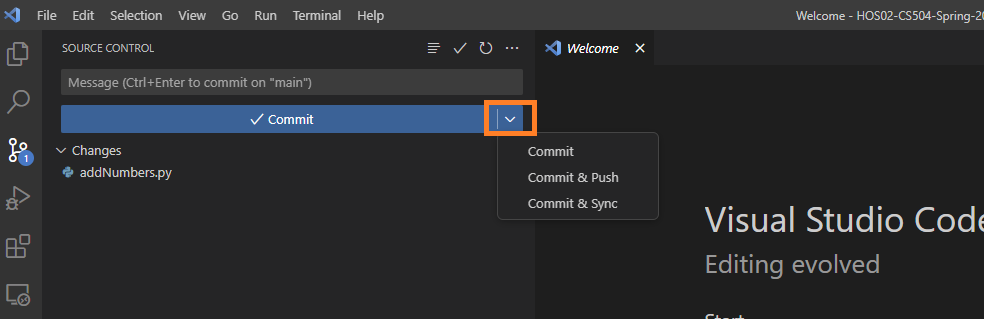 File Edit Selection View Go Run Terminal Help
Welcome - HOS02-CS504-Spring-20
SOURCE CONTROL
Welcome
Message (Ctrl+Enter to commit on "main")
Commit
Commit
Commit & Push
Commit & Sync
Changes
addNumbers.py
1
Visual Studio Code
Editing evolved
Start